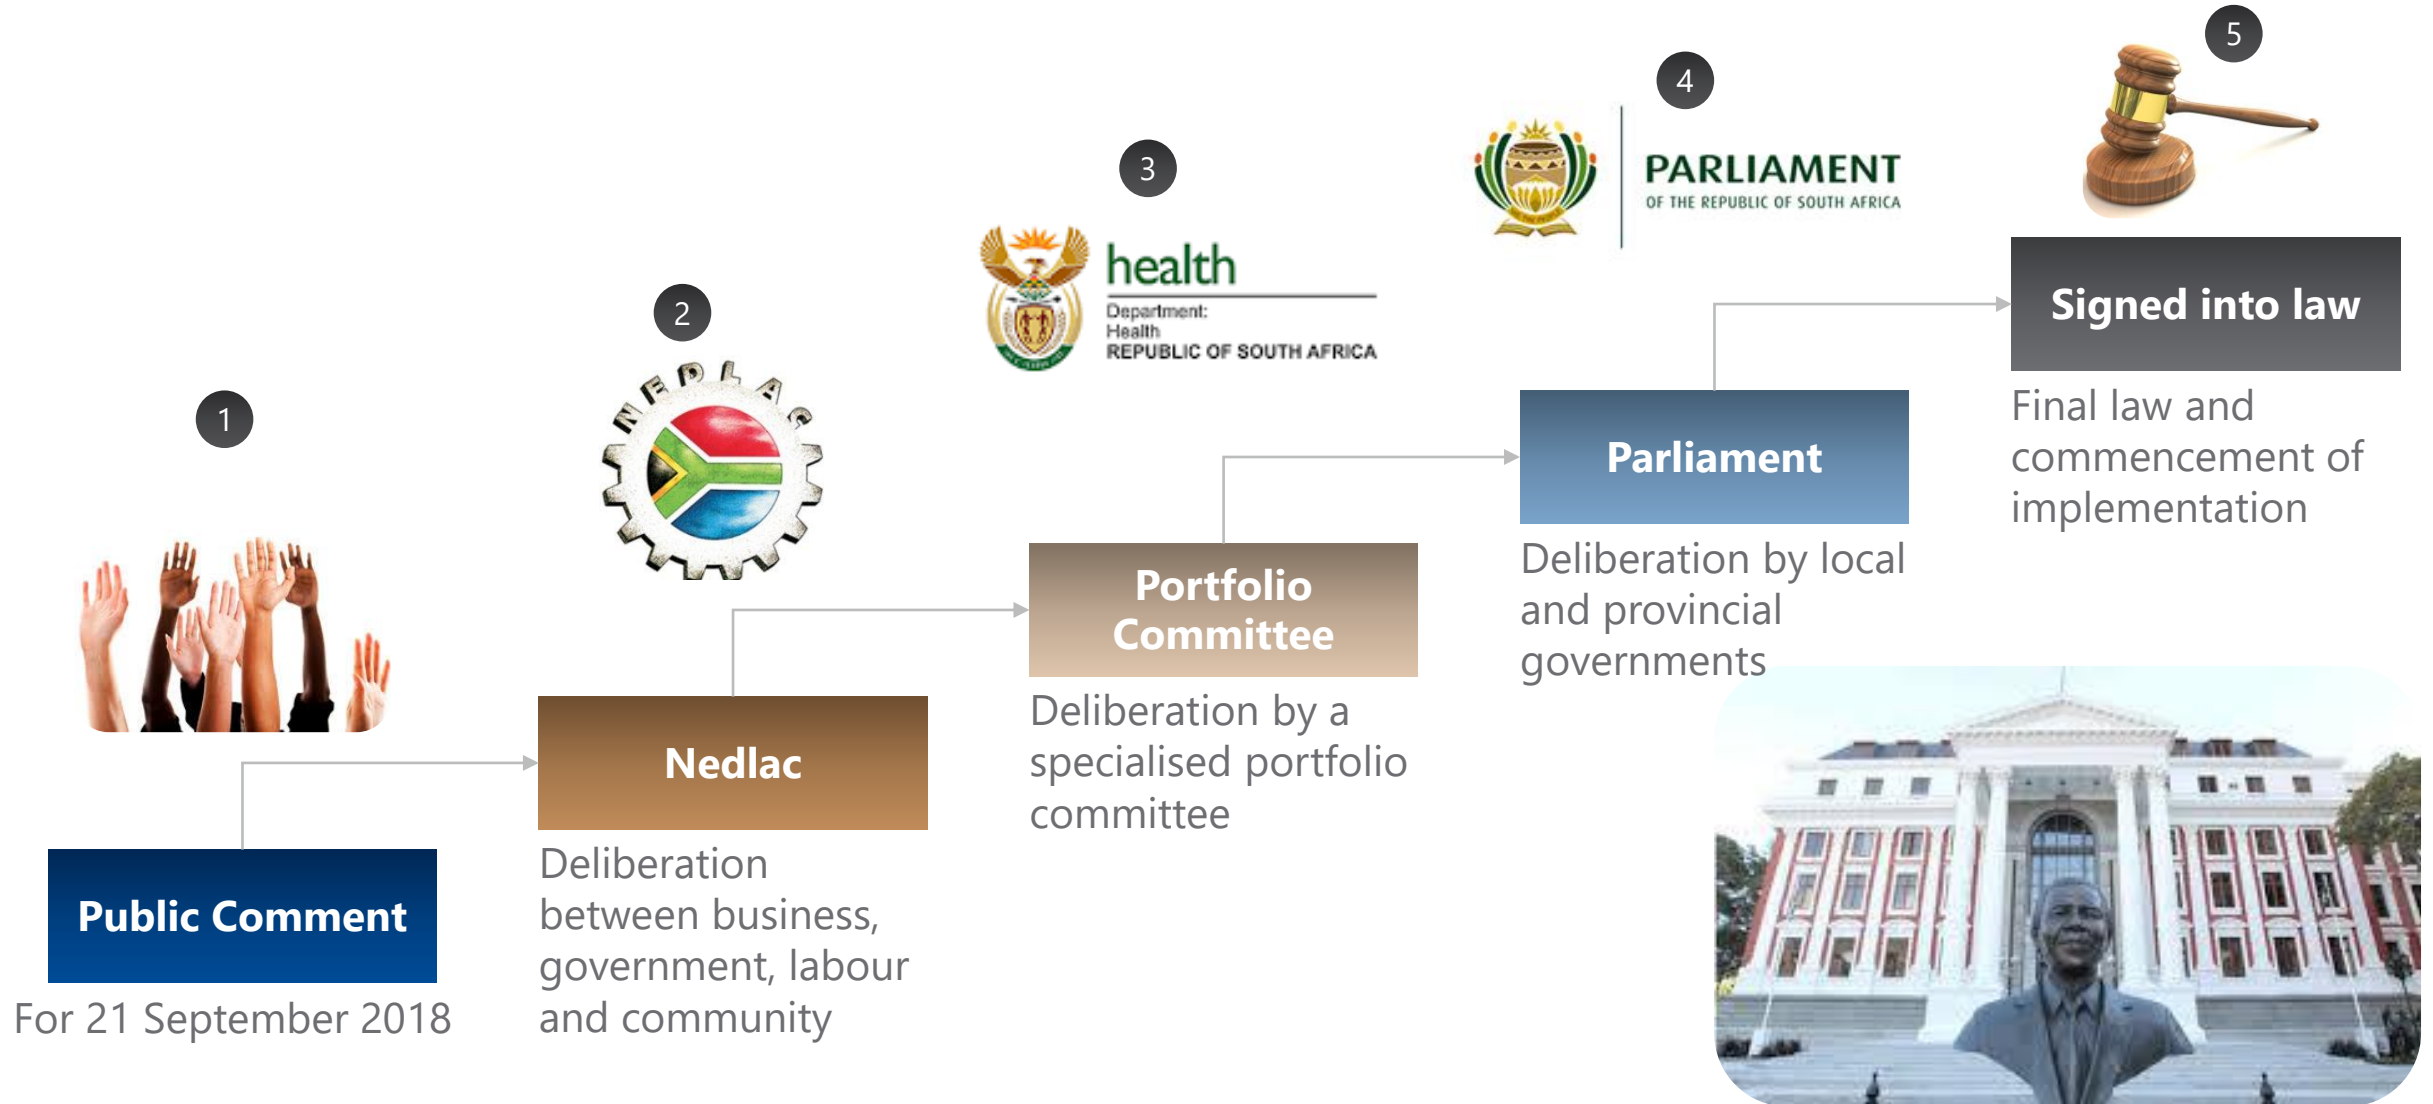 1
Public Comment
For 21 September 2018
2
NEDLAC
Nedlac
Deliberation
between business,
government, labour
and community
3
health
Department:
Health
REPUBLIC OF SOUTH AFRICA
Portfolio
Committee
Deliberation by a
specialised portfolio
committee
4
PARLIAMENT
OF THE REPUBLIC OF SOUTH AFRICA
Parliament
Deliberation by local
and provincial
governments
5
Signed into law
Final law and
commencement of
implementation